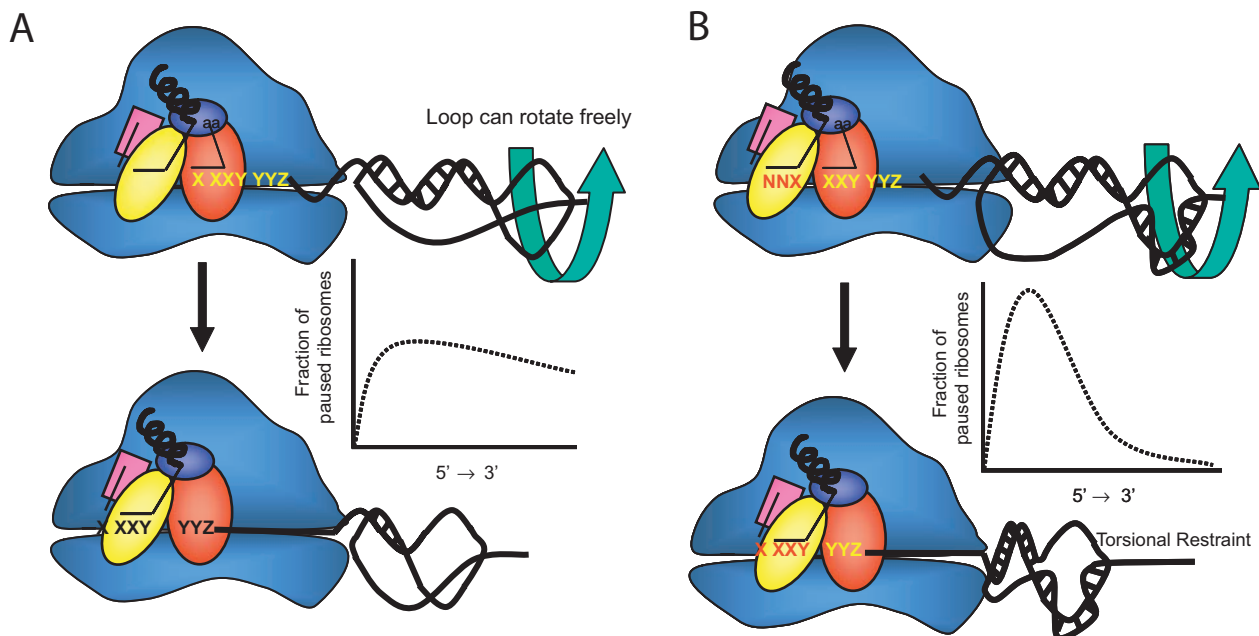 A
aa
Loop can rotate freely
X XXY YYZ
Fraction of
paused ribosomes
5' → 3'
X XXY YYZ
B
aa
NNX XXY YYZ
Fraction of
paused ribosomes
5' → 3'
X XXY YYZ
Torsional Restraint